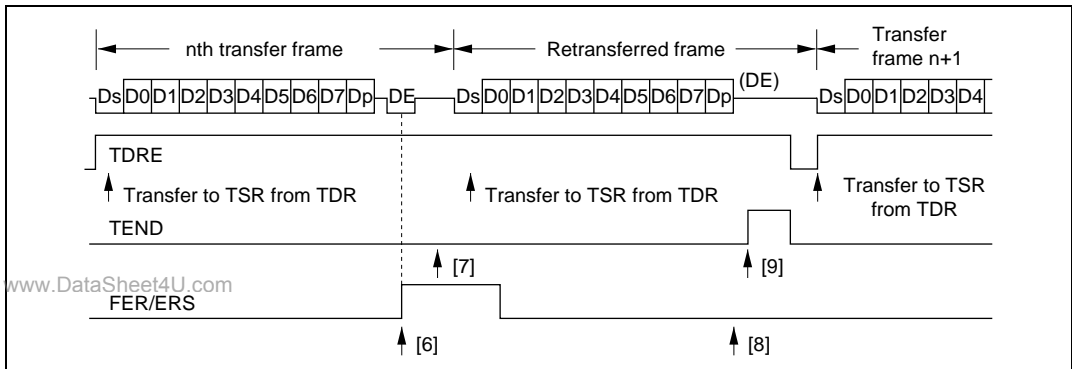 nth transfer frame
Retransferred frame
Transfer
frame n+1
Ds D0 D1 D2 D3 D4 D5 D6 D7 Dp DE Ds D0 D1 D2 D3 D4 D5 D6 D7 Dp (DE) Ds D0 D1 D2 D3 D4
TDRE
Transfer to TSR from TDR
Transfer to TSR from TDR
Transfer to TSR
from TDR
TEND
[7]
[9]
www.DataSheet4U.com
FER/ERS
[6]
[8]